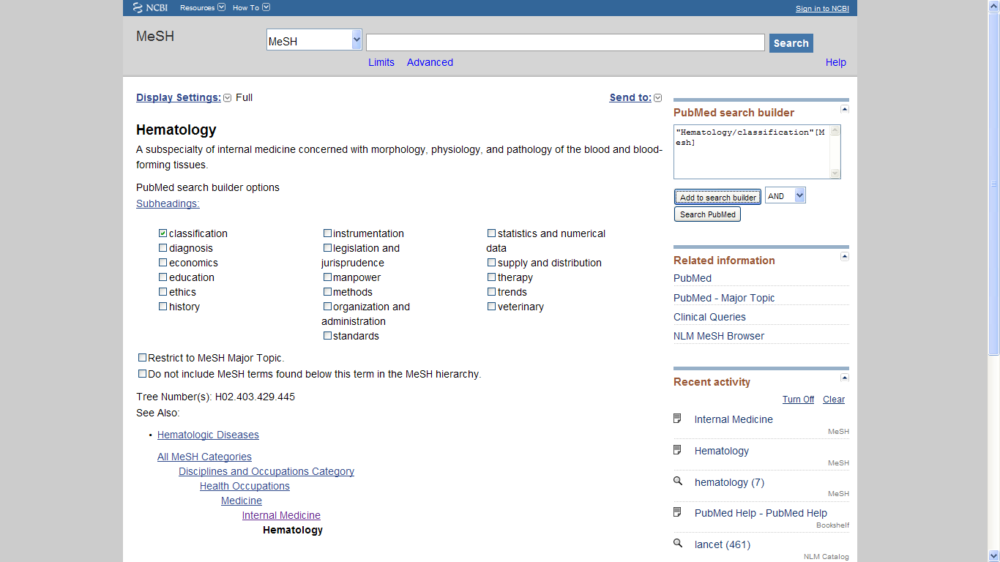 NCBI Resources How To Sign in to NCBI
MeSH
MeSH
Search
Limits Advanced Help
Display Settings: Full Send to:
Hematology
A subspecialty of internal medicine concerned with morphology, physiology, and pathology of the blood and blood-
forming tissues.
PubMed search builder options
Subheadings:
classification
diagnosis
economics
education
ethics
history
instrumentation
legislation and
jurisprudence
manpower
methods
organization and
administration
standards
statistics and numerical
data
supply and distribution
therapy
trends
veterinary
Restrict to MeSH Major Topic.
Do not include MeSH terms found below this term in the MeSH hierarchy.
Tree Number(s): H02.403.429.445
See Also:
• Hematologic Diseases
All MeSH Categories
Disciplines and Occupations Category
Health Occupations
Medicine
Internal Medicine
Hematology
PubMed search builder
"Hematology/classification"[M
esh]
Add to search builder AND
Search PubMed
Related information
PubMed
PubMed - Major Topic
Clinical Queries
NLM MeSH Browser
Recent activity
Turn Off Clear
Internal Medicine
MeSH
Hematology
MeSH
hematology (7)
MeSH
PubMed Help - PubMed Help
Bookshelf
lancet (461)
NLM Catalog